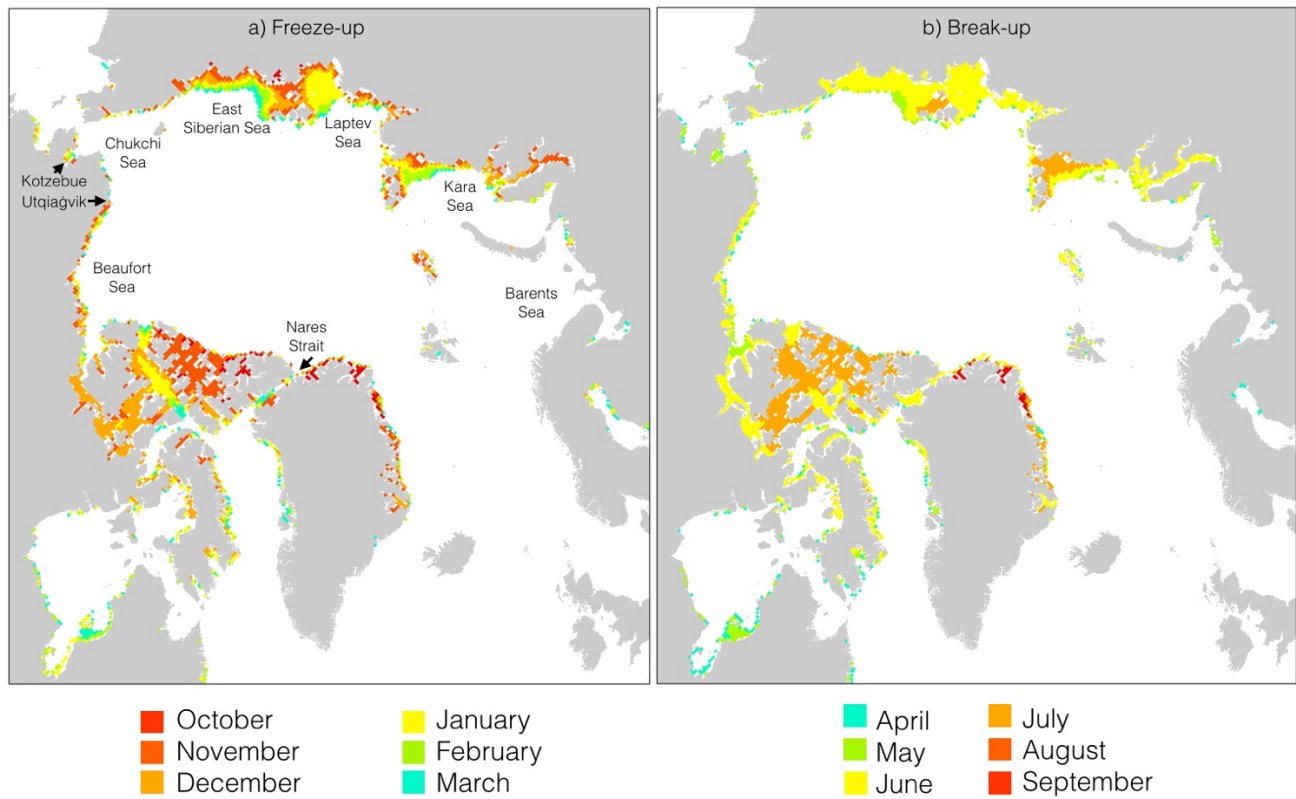 a) Freeze-up
b) Break-up
East
Siberian Sea
Laptev
Sea
Chukchi
Sea
Kotzebue
Utqiaġvik
Kara
Sea
Beaufort
Sea
Barents
Sea
Nares
Strait
October
November
December
January
February
March
April
May
June
July
August
September